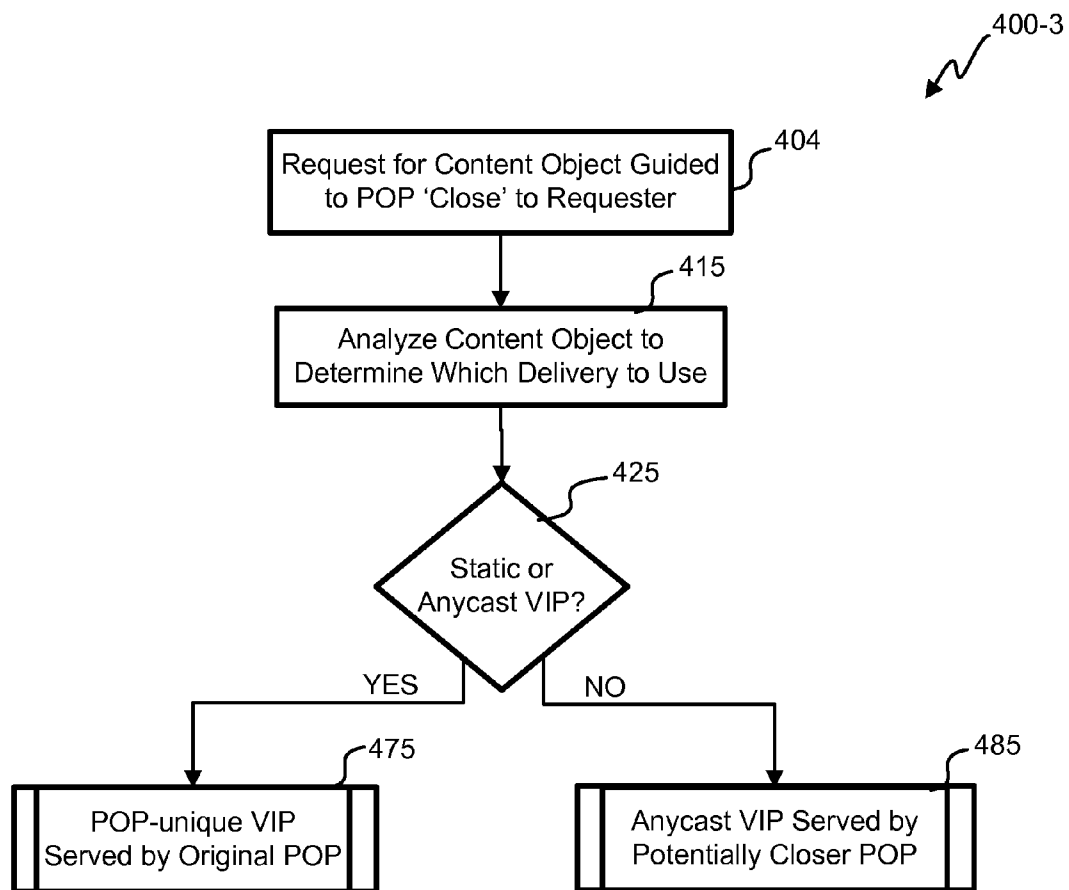 400-3
404
Request for Content Object Guided
to POP ‘Close’ to Requester
415
Analyze Content Object to
Determine Which Delivery to Use
425
Static or
Anycast VIP?
YES
NO
475
POP-unique VIP
Served by Original POP
485
Anycast VIP Served by
Potentially Closer POP